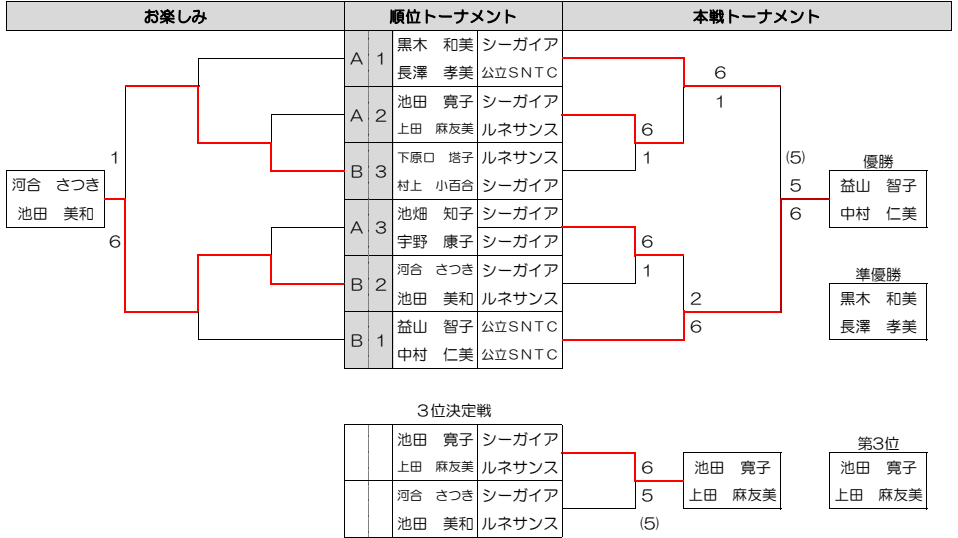 お楽しみ 順位トーナメント 本戦トーナメント
A 1 黒木 和美 シーガイア
長澤 孝美 公立SNTC
6
1
A 2 池田 寛子 シーガイア
上田 麻友美 ルネサンス
6
1
B 3 下原口 塔子 ルネサンス
村上 小百合 シーガイア
1
6
河合 さつき
池田 美和
(5)
5
6
優勝
益山 智子
中村 仁美
A 3 池畑 知子 シーガイア
宇野 康子 シーガイア
6
1
B 2 河合 さつき シーガイア
池田 美和 ルネサンス
2
6
準優勝
黒木 和美
長澤 孝美
B 1 益山 智子 公立SNTC
中村 仁美 公立SNTC
3位決定戦
池田 寛子 シーガイア
上田 麻友美 ルネサンス
河合 さつき シーガイア
池田 美和 ルネサンス
6
5
(5)
池田 寛子
上田 麻友美
第3位
池田 寛子
上田 麻友美